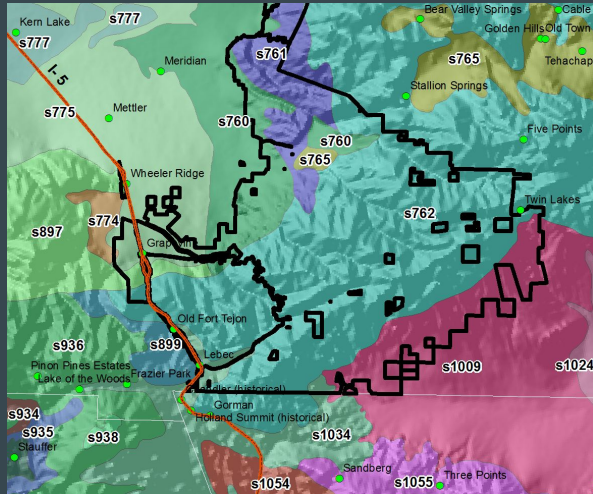 Kern Lake
s777
s777
Bear Valley Springs
Cable
Golden Hills
Old Town
Tehachap
s761
s765
Meridian
I-5
Stallion Springs
s775
Mettler
s760
s760
Five Points
s765
Wheeler Ridge
Twin Lakes
s762
s774
s897
Old Fort Tejon
s936
s899
Lebec
Pinon Pines Estates
Lake of the Woods
Frazier Park
s1009
s1024
(historical)
Gorman
s934
Holland Summit (historical)
s935
s938
s1034
Stauffer
Sandberg
s1054
s1055
Three Points